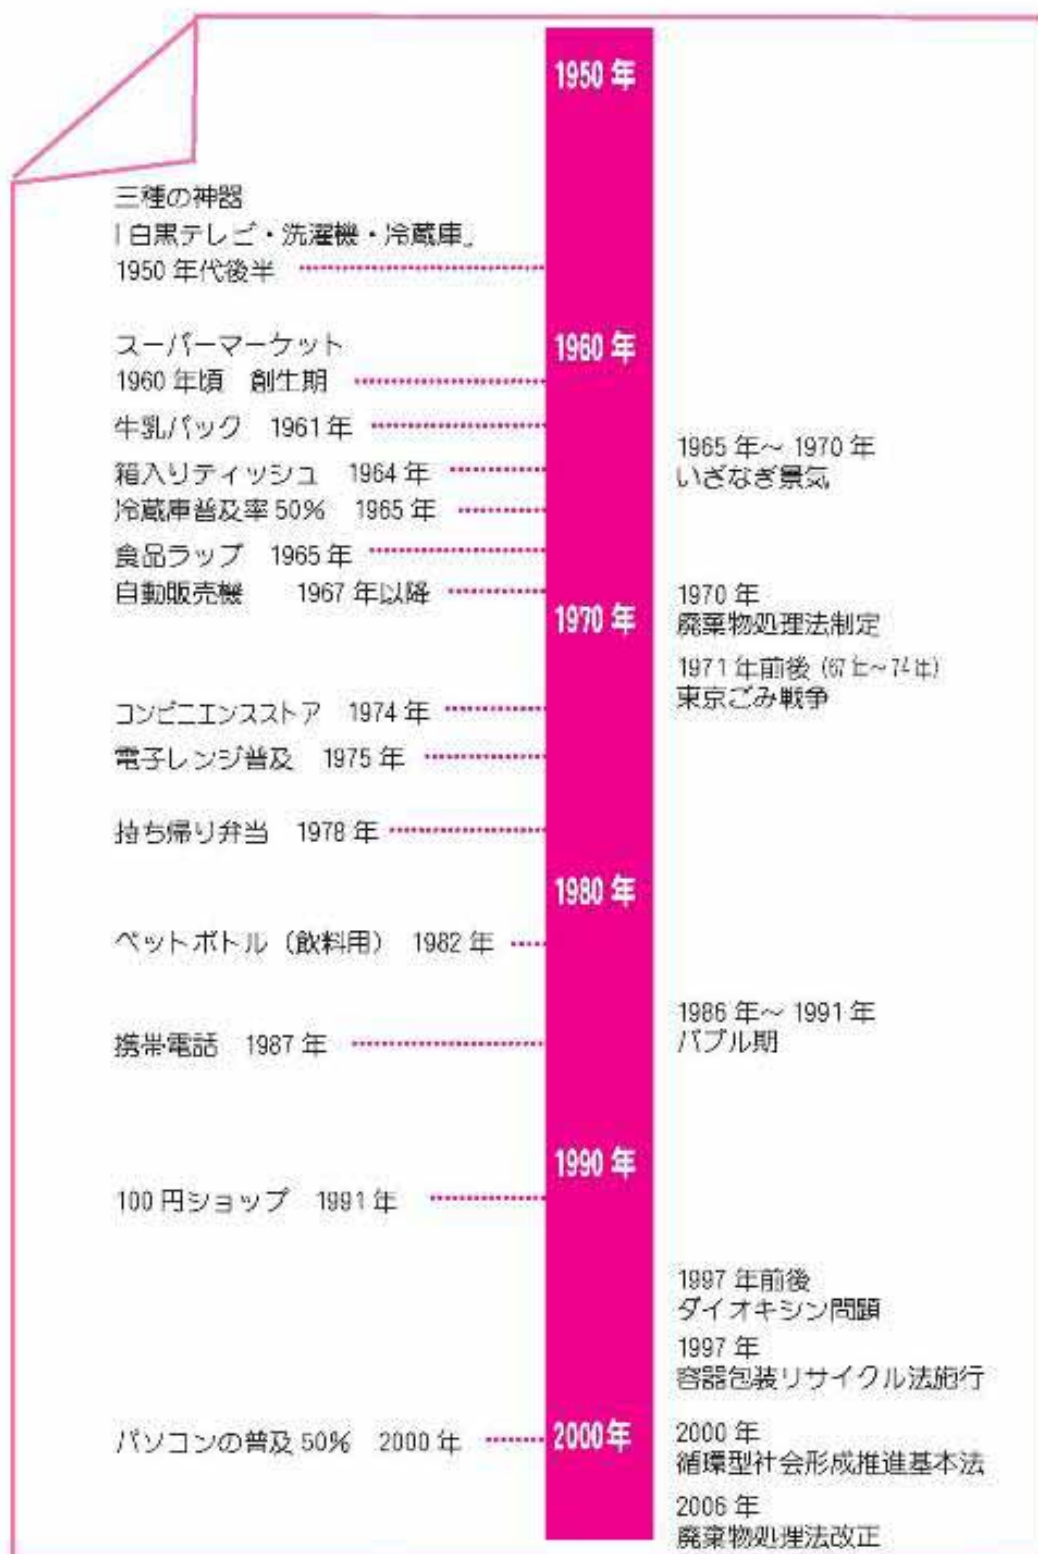 1950年
三種の神器
「白黒テレビ・洗濯機・冷蔵庫」
1950年代後半
1960年
スーパーマーケット
1960年頃 創生期
牛乳パック 1961年
1965年〜1970年
いざなぎ景気
箱入りティッシュ 1964年
冷蔵庫普及率50% 1965年
食品ラップ 1965年
自動販売機 1967年以降
1970年
1970年
廃棄物処理法制定
1971年前後(67年〜74年)
東京ごみ戦争
コンビニエンスストア 1974年
電子レンジ普及 1975年
持ち帰り弁当 1978年
1980年
ペットボトル(飲料用) 1982年
1986年〜1991年
バブル期
携帯電話 1987年
1990年
100円ショップ 1991年
1997年前後
ダイオキシン問題
1997年
容器包装リサイクル法施行
パソコンの普及50% 2000年
2000年
2000年
循環型社会形成推進基本法
2006年
廃棄物処理法改正